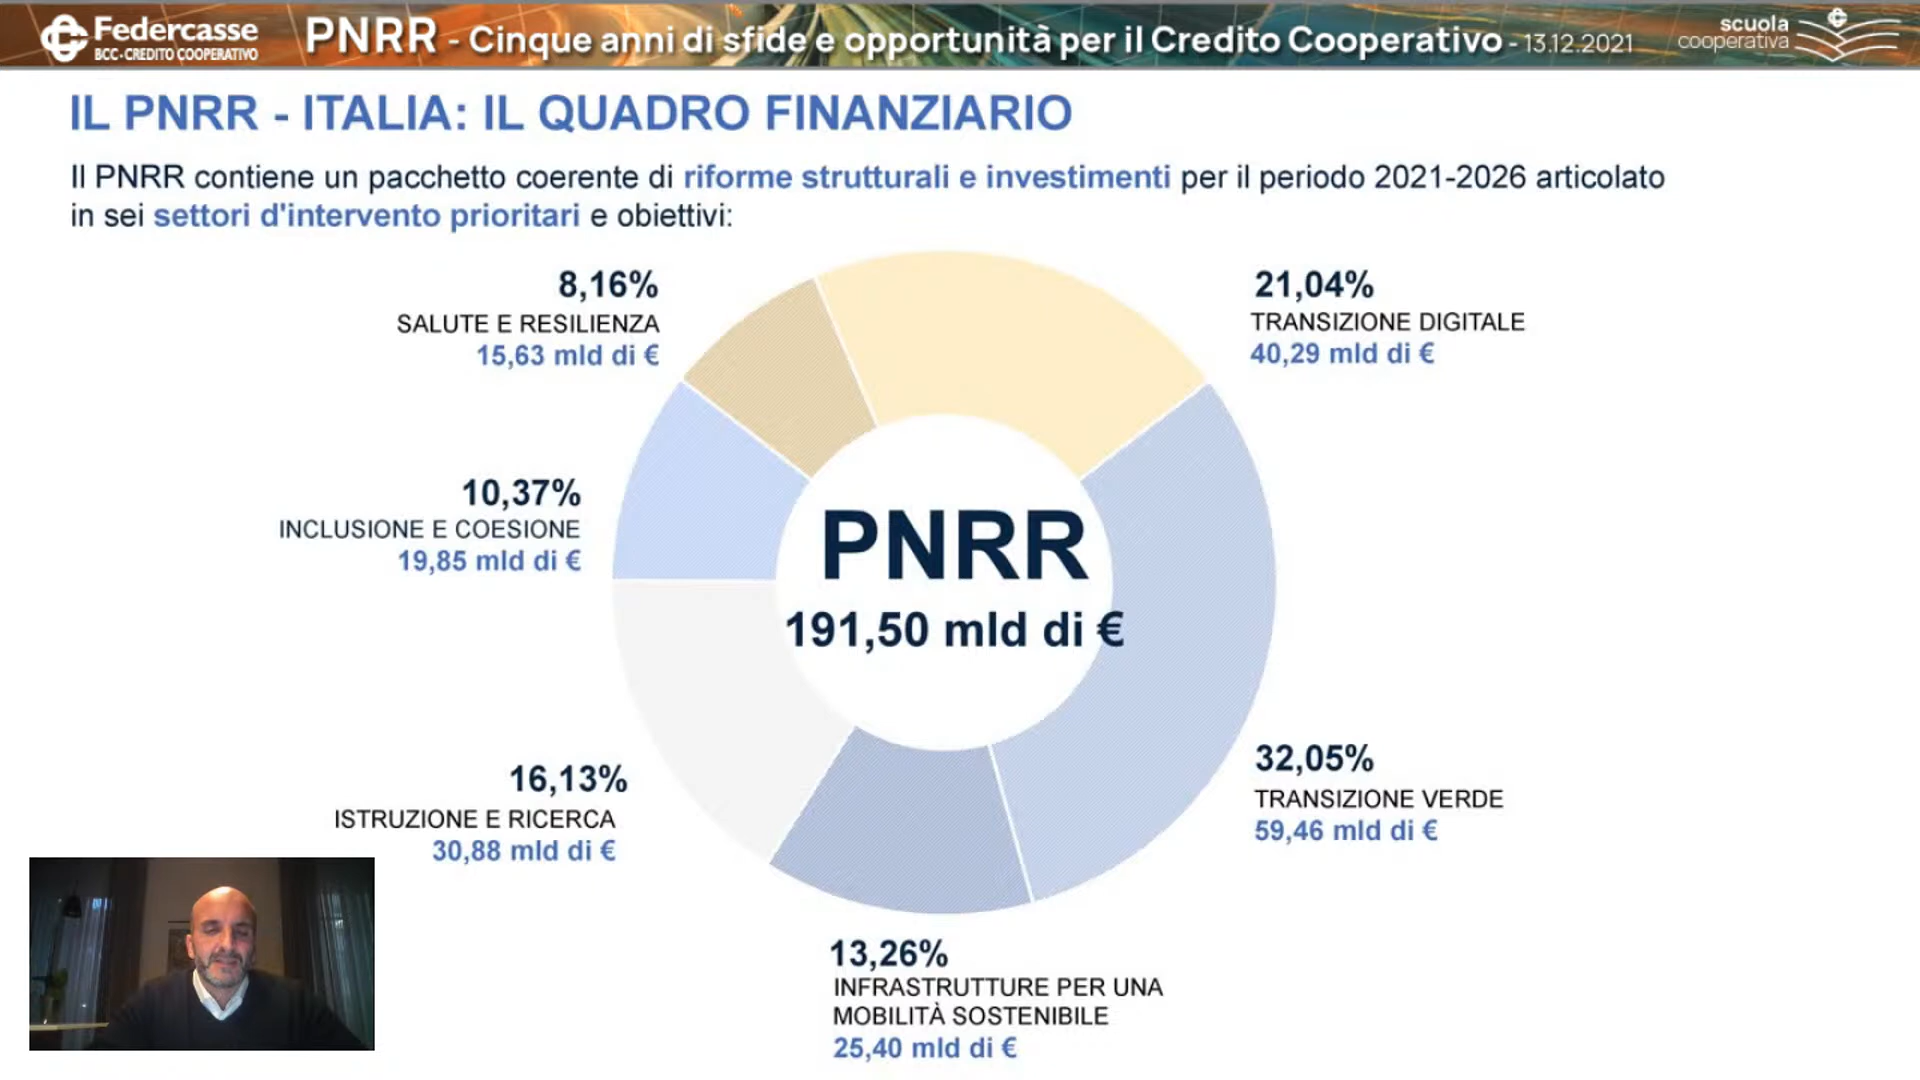 Federcasse
BCC-CREDITO COOPERATIVO
PNRR - Cinque anni di sfide e opportunità per il Credito Cooperativo - 13.12.2021
scuola
cooperativa
IL PNRR - ITALIA: IL QUADRO FINANZIARIO
Il PNRR contiene un pacchetto coerente di riforme strutturali e investimenti per il periodo 2021-2026 articolato
in sei settori d'intervento prioritari e obiettivi:
8,16%
SALUTE E RESILIENZA
15,63 mld di €
21,04%
TRANSIZIONE DIGITALE
40,29 mld di €
10,37%
INCLUSIONE E COESIONE
19,85 mld di €
PNRR
191,50 mld di €
16,13%
ISTRUZIONE E RICERCA
30,88 mld di €
32,05%
TRANSIZIONE VERDE
59,46 mld di €
13,26%
INFRASTRUTTURE PER UNA
MOBILITÀ SOSTENIBILE
25,40 mld di €